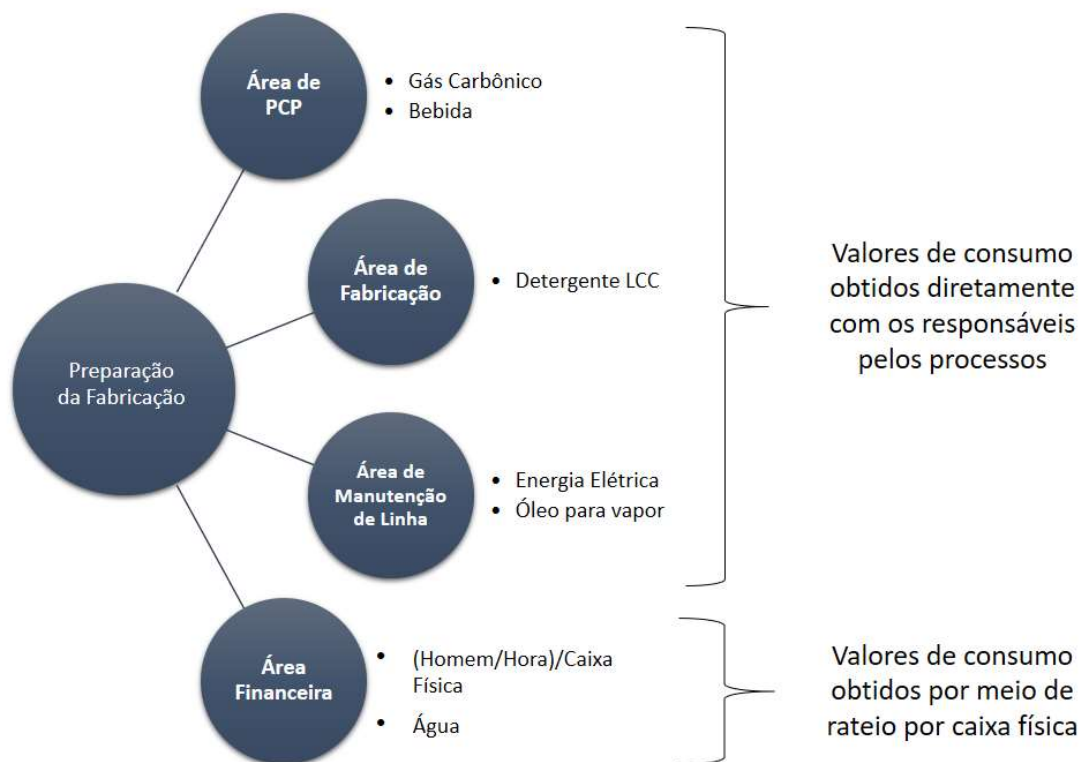 Área de
PCP
• Gás Carbônico
• Bebida
Área de
Fabricação
• Detergente LCC
Valores de consumo
obtidos diretamente
com os responsáveis
pelos processos
Preparação
da Fabricação
Área de
Manutenção
de Linha
• Energia Elétrica
• Óleo para vapor
Área
Financeira
• (Homem/Hora)/Caixa
Física
• Água
Valores de consumo
obtidos por meio de
rateio por caixa física